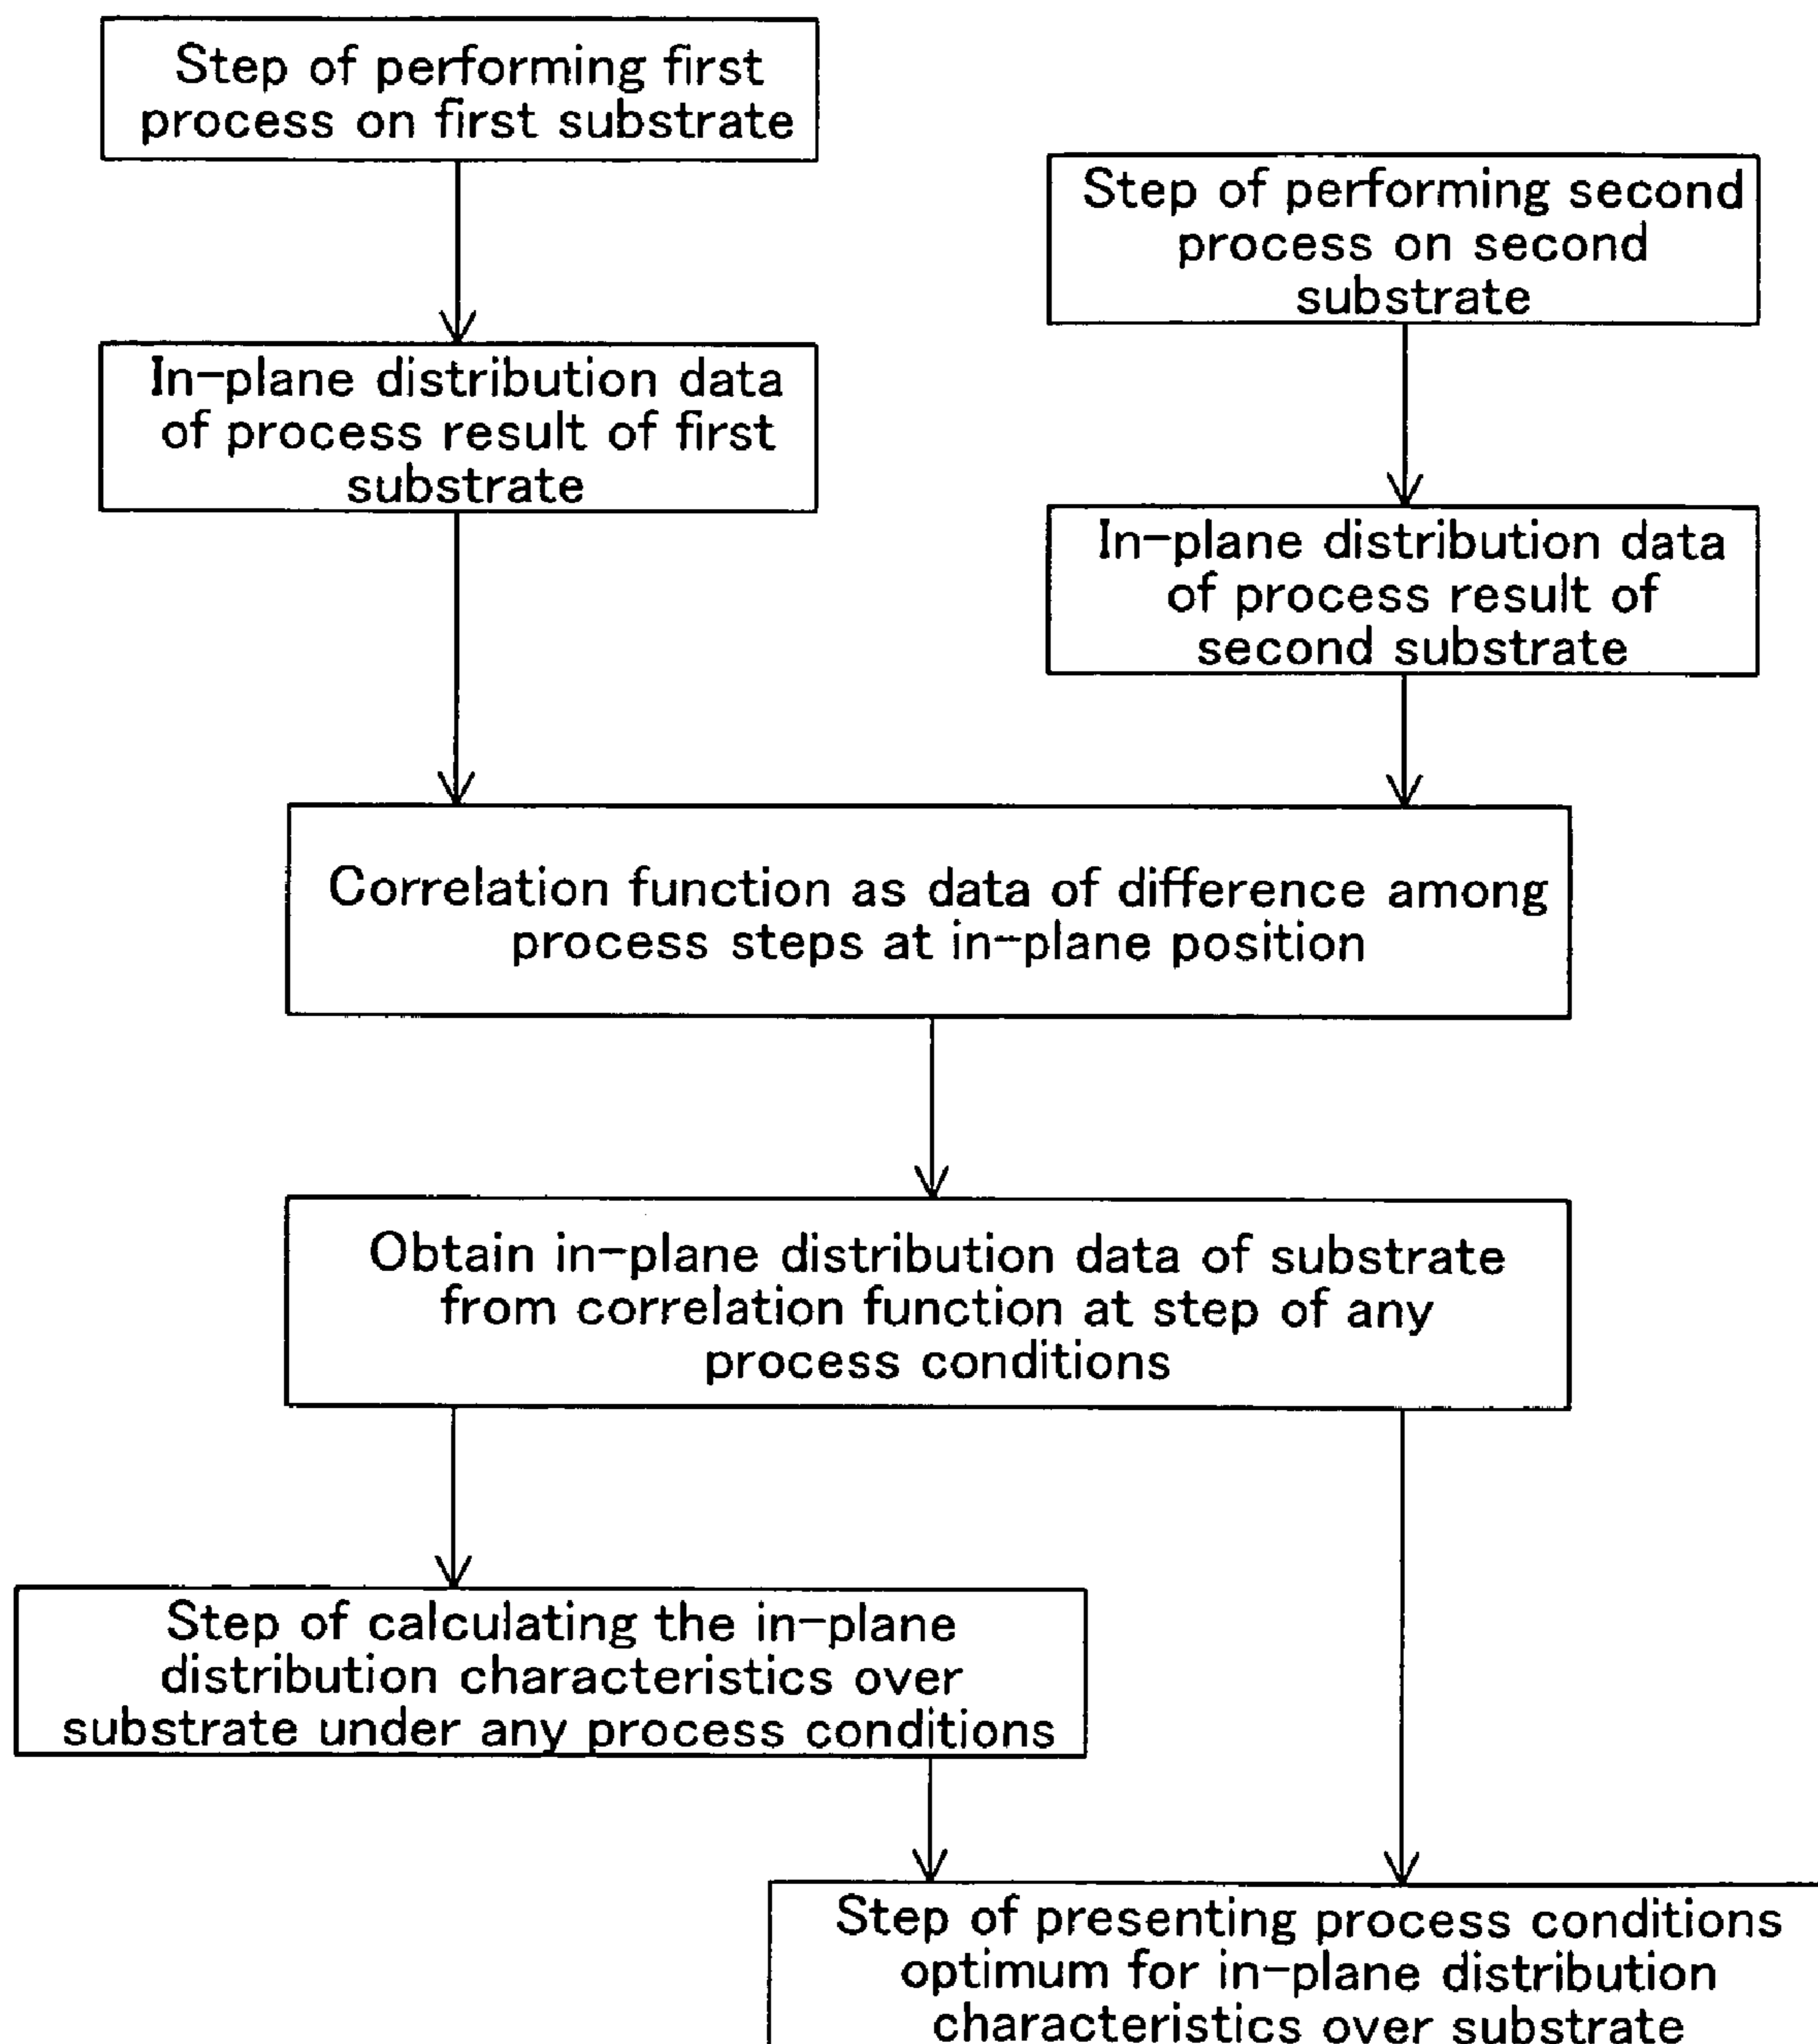 Step of performing first
process on first substrate
Step of performing second
process on second
substrate
In-plane distribution data
of process result of first
substrate
In-plane distribution data
of process result of
second substrate
Correlation function as data of difference among
process steps at in-plane position
Obtain in-plane distribution data of substrate
from correlation function at step of any
process conditions
Step of calculating the in-plane
distribution characteristics over
substrate under any process conditions
Step of presenting process conditions
optimum for in-plane distribution
characteristics over substrate